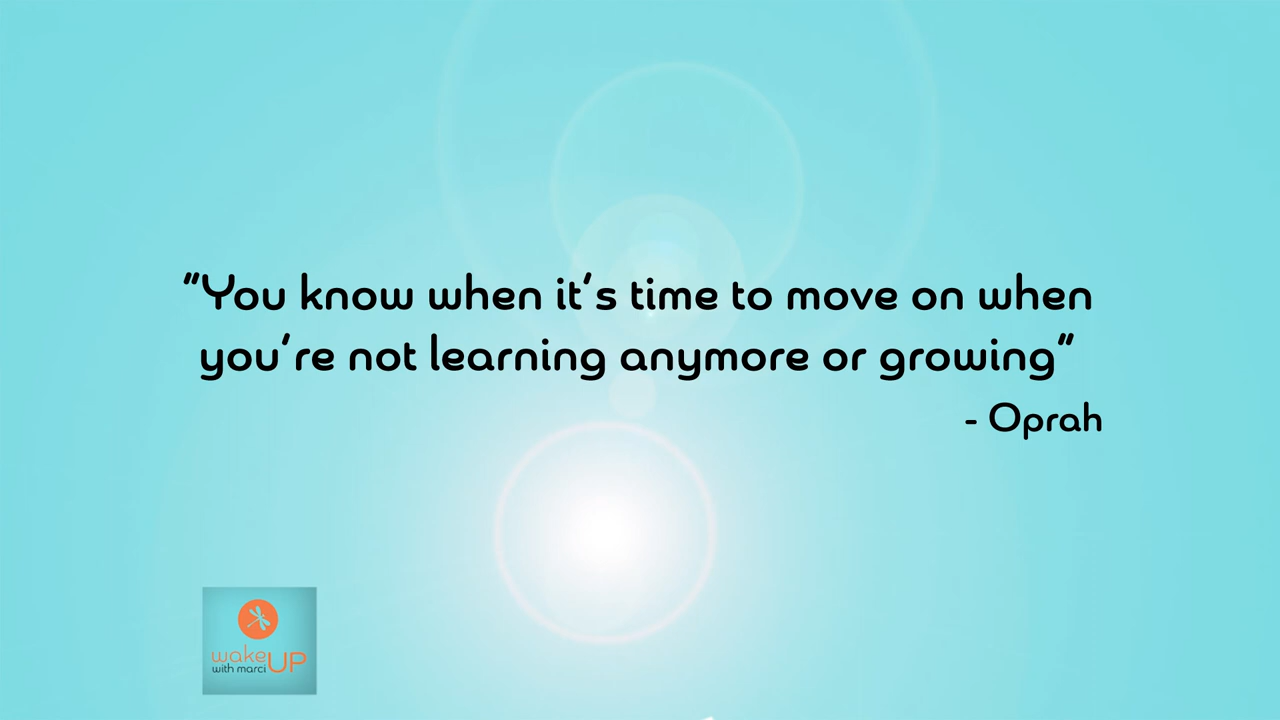 "You know when it's time to move on when
you're not learning anymore or growing"
- Oprah
wake UP
with marci